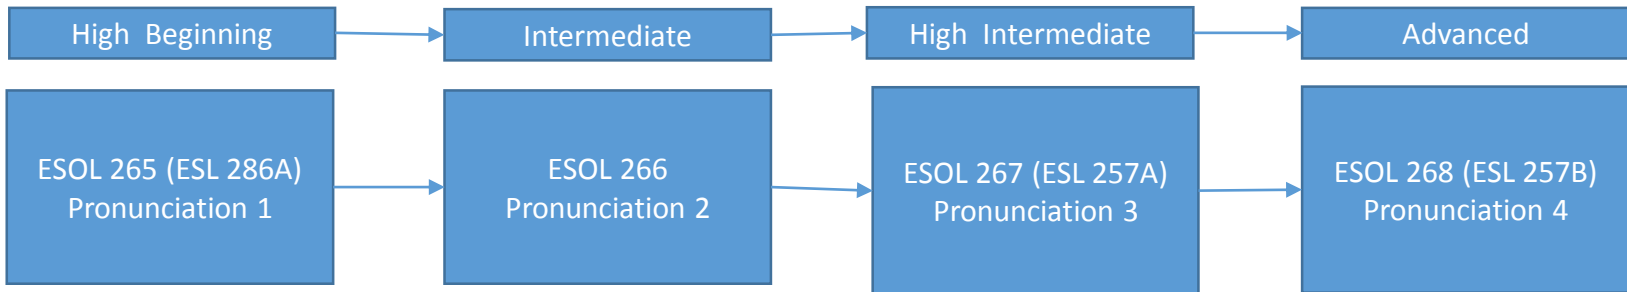 High Beginning
Intermediate
High Intermediate
Advanced
ESOL 265 (ESL 286A)
Pronunciation 1
ESOL 266
Pronunciation 2
ESOL 267 (ESL 257A)
Pronunciation 3
ESOL 268 (ESL 257B)
Pronunciation 4